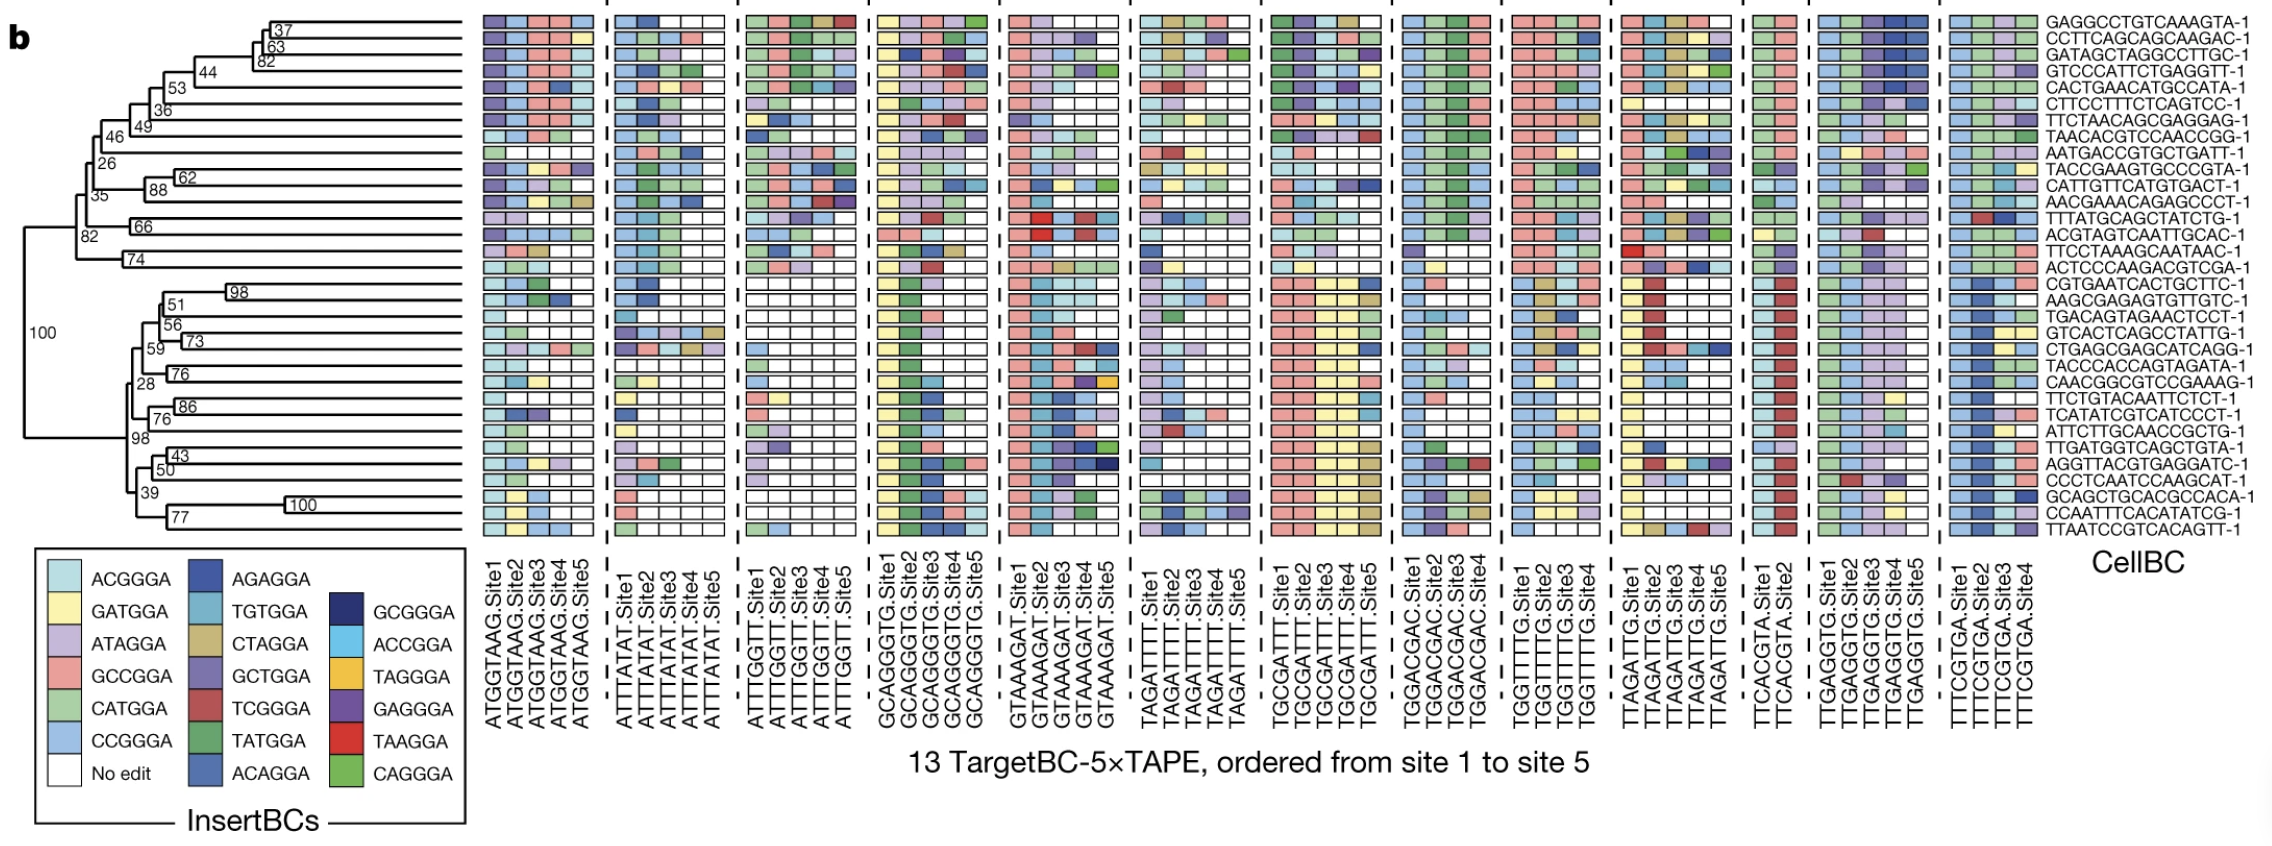 b
37
63
82
44
53
36
49
46
26
62
88
35
66
82
74
98
51
56
73
59
100
76
28
86
76
98
43
50
39
100
77
GAGGCCTGTCAAAGTA-1
CCTTCAGCAGCAAGAC-1
GATAGCTAGGCCTTGC-1
GTCCCATTCTGAGGTT-1
CACTGAACATGCCATA-1
CTTCCTTTCTCAGTCC-1
TTCTAACAGCGAGGAG-1
TAACACGTCCAACCGG-1
AATGACCGTGCTGATT-1
TACCGAAGTGCCCGTA-1
CATTGTTCATGTGACT-1
AACGAAACAGAGCCCT-1
TTTATGCAGCTATCTG-1
ACGTAGTCAATTGCAC-1
TTCCTAAAGCAATAAC-1
ACTCCCAAGACGTCGA-1
CGTGAATCACTGCTTC-1
AAGCGAGAGTGTTGTC-1
TGACAGTAGAACTCCT-1
GTCACTCAGCCTATTG-1
CTGAGCGAGCATCAGG-1
TACCCACCAGTAGATA-1
CAACGGCGTCCGAAAG-1
TTCTGTACAATTCTCT-1
TCATATCGTCATCCCT-1
ATTCTTGCAACCGCTG-1
TTGATGGTCAGCTGTA-1
AGGTTACGTGAGGATC-1
CCCTCAATCCAAGCAT-1
GCAGCTGCACGCCACA-1
CCAATTTCACATATCG-1
TTAATCCGTCACAGTT-1
CellBC
ATGGTAAG.Site1
ATGGTAAG.Site2
ATGGTAAG.Site3
ATGGTAAG.Site4
ATGGTAAG.Site5
ATTTATAT.Site1
ATTTATAT.Site2
ATTTATAT.Site3
ATTTATAT.Site4
ATTTATAT.Site5
ATTTGGTT.Site1
ATTTGGTT.Site2
ATTTGGTT.Site3
ATTTGGTT.Site4
ATTTGGTT.Site5
GCAGGGTG.Site1
GCAGGGTG.Site2
GCAGGGTG.Site3
GCAGGGTG.Site4
GCAGGGTG.Site5
GTAAAGAT.Site1
GTAAAGAT.Site2
GTAAAGAT.Site3
GTAAAGAT.Site4
GTAAAGAT.Site5
TAGATTTT.Site1
TAGATTTT.Site2
TAGATTTT.Site3
TAGATTTT.Site4
TAGATTTT.Site5
TGCGATTT.Site1
TGCGATTT.Site2
TGCGATTT.Site3
TGCGATTT.Site4
TGCGATTT.Site5
TGGACGAC.Site1
TGGACGAC.Site2
TGGACGAC.Site3
TGGACGAC.Site4
TGGTTTTG.Site1
TGGTTTTG.Site2
TGGTTTTG.Site3
TGGTTTTG.Site4
TTAGATTG.Site1
TTAGATTG.Site2
TTAGATTG.Site3
TTAGATTG.Site4
TTAGATTG.Site5
TTCACGTA.Site1
TTCACGTA.Site2
TTGAGGTG.Site1
TTGAGGTG.Site2
TTGAGGTG.Site3
TTGAGGTG.Site4
TTGAGGTG.Site5
TTTCGTGA.Site1
TTTCGTGA.Site2
TTTCGTGA.Site3
TTTCGTGA.Site4
13 TargetBC-5×TAPE, ordered from site 1 to site 5
ACGGGA
GATGGA
ATAGGA
GCCGGA
CATGGA
CCGGGA
No edit
AGAGGA
TGTGGA
CTAGGA
GCTGGA
TCGGGA
TATGGA
ACAGGA
GCGGGA
ACCGGA
TAGGGA
GAGGGA
TAAGGA
CAGGGA
InsertBCs